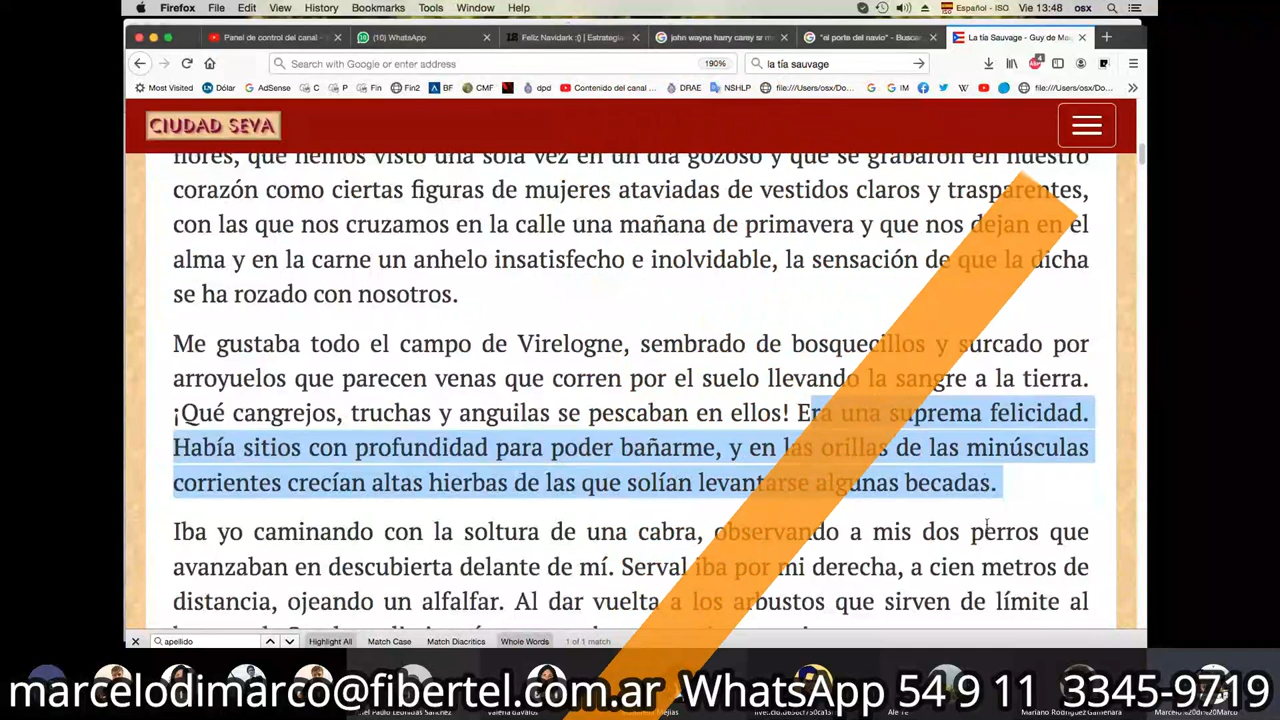 Firefox File Edit View History Bookmarks Tools Window Help Español - ISO Vie 13:48 osx
Panel de control del canal - (10) WhatsApp Feliz Navidark :) | Estrategia john wayne harry carey sr "el porte del navío" - Busca La tía Sauvage - Guy de Mau
Search with Google or enter address 190% la tía sauvage
Most Visited Dólar AdSense C P Fin Fin2 BF CMF dpd Contenido del canal DRAE NSHLP file:///Users/osx/Do... G IM file:///Users/osx/Do...
CIUDAD SEVA
flores, que hemos visto una sola vez en un día gozoso y que se grabaron en nuestro
corazón como ciertas figuras de mujeres ataviadas de vestidos claros y trasparentes,
con las que nos cruzamos en la calle una mañana de primavera y que nos dejan en el
alma y en la carne un anhelo insatisfecho e inolvidable, la sensación de que la dicha
se ha rozado con nosotros.
Me gustaba todo el campo de Virelogne, sembrado de bosquecillos y surcado por
arroyuelos que parecen venas que corren por el suelo llevando la sangre a la tierra.
¡Qué cangrejos, truchas y anguilas se pescaban en ellos! Era una suprema felicidad.
Había sitios con profundidad para poder bañarme, y en las orillas de las minúsculas
corrientes crecían altas hierbas de las que solían levantarse algunas becadas.
Iba yo caminando con la soltura de una cabra, observando a mis dos perros que
avanzaban en descubierta delante de mí. Serval iba por mi derecha, a cien metros de
distancia, ojeando un alfalfar. Al dar vuelta a los arbustos que sirven de límite al
apellido Highlight All Match Case Match Diacritics Whole Words 1 of 1 match
marcelodimarco@fibertel.com.ar WhatsApp 54 9 11 3345-9719